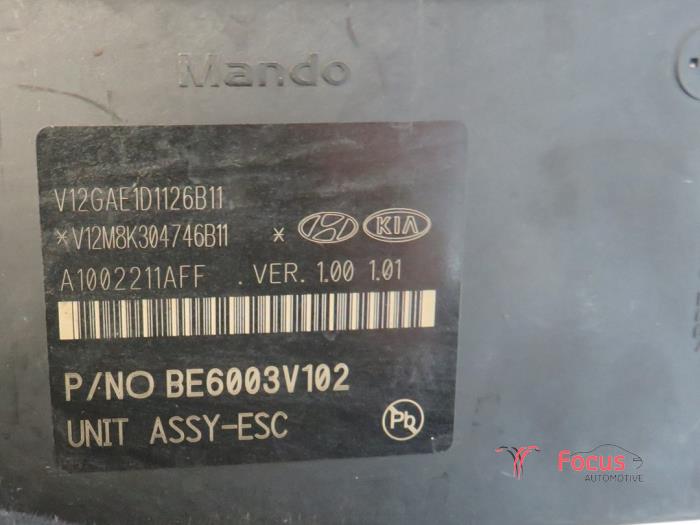 Mando
V12GAE1D1126B11
*V12M8K304746B11 * KIA
A1002211AFF . VER. 1.00 1.01
P/NO BE6003V102
UNIT ASSY-ESC Pb
Focus
AUTOMOTIVE